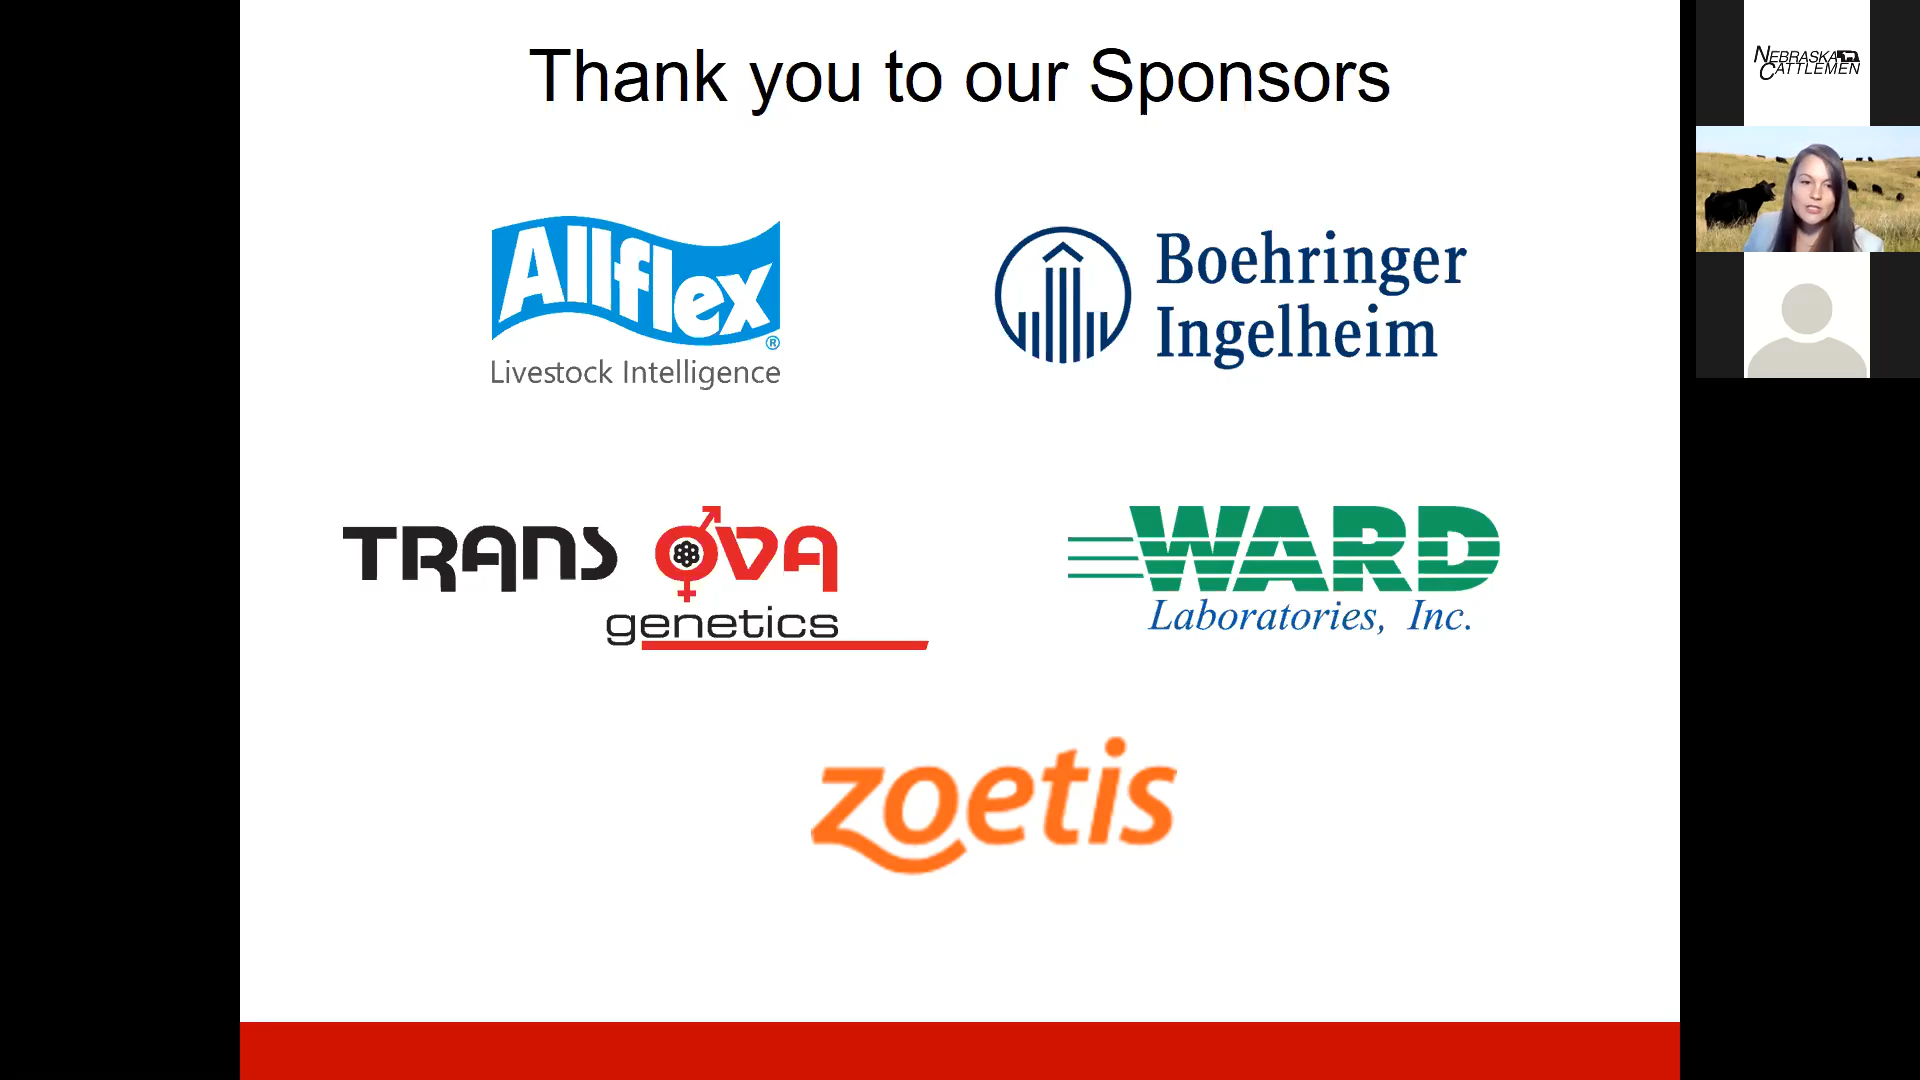 Thank you to our Sponsors
Allflex
®
Livestock Intelligence
Boehringer
Ingelheim
TRANS OVA
genetics
WARD
Laboratories, Inc.
zoetis
NEBRASKA
CATTLEMEN